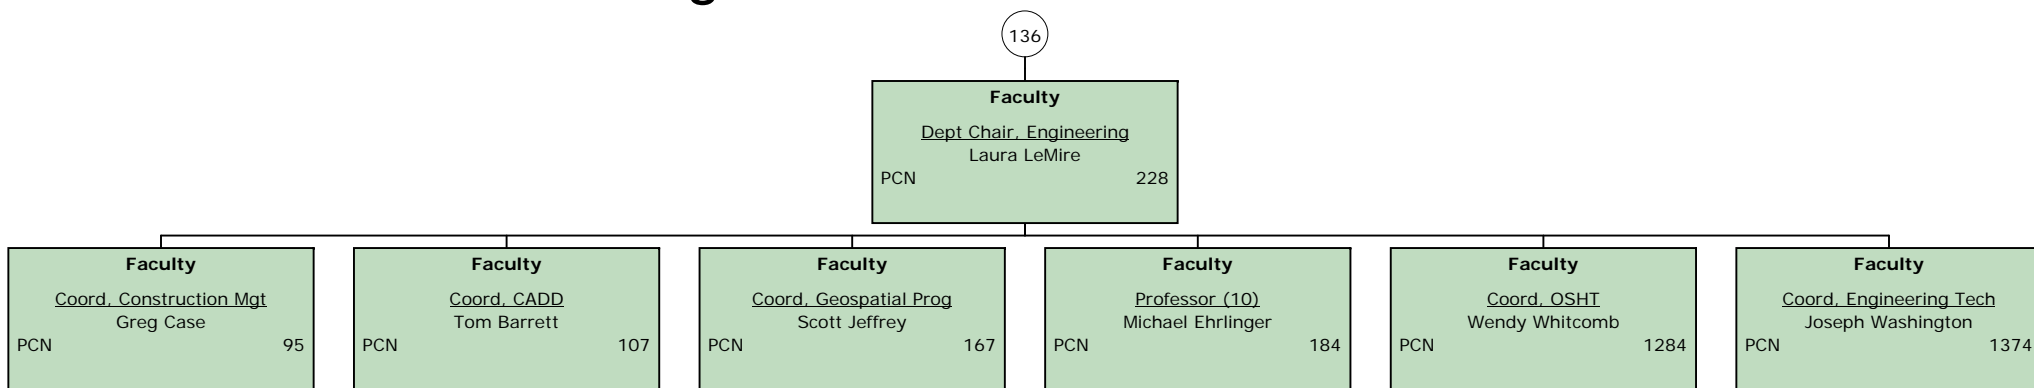 136
Faculty
Dept Chair, Engineering
Laura LeMire
PCN 228
Faculty
Coord, Construction Mgt
Greg Case
PCN 95
Faculty
Coord, CADD
Tom Barrett
PCN 107
Faculty
Coord, Geospatial Prog
Scott Jeffrey
PCN 167
Faculty
Professor (10)
Michael Ehrlinger
PCN 184
Faculty
Coord, OSHT
Wendy Whitcomb
PCN 1284
Faculty
Coord, Engineering Tech
Joseph Washington
PCN 1374